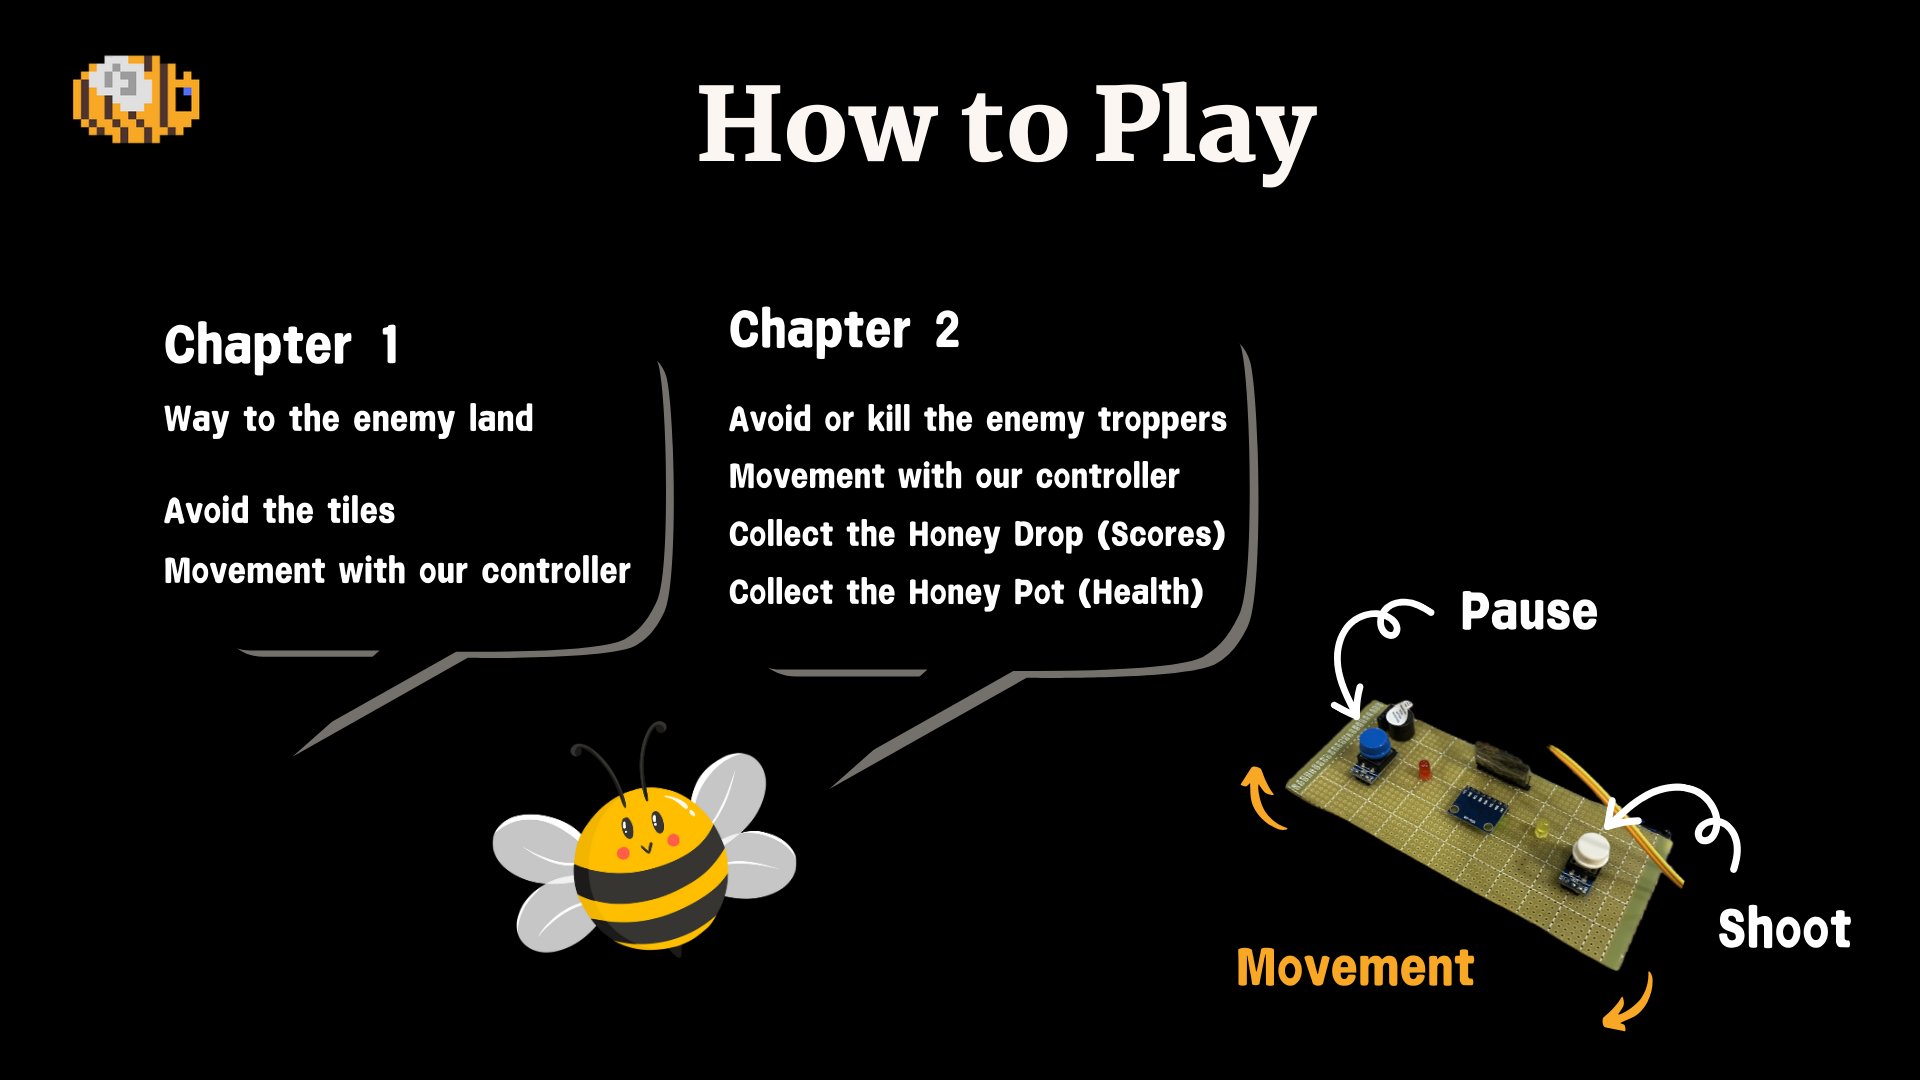 How to Play
Chapter 1
Way to the enemy land
Avoid the tiles
Movement with our controller
Chapter 2
Avoid or kill the enemy troppers
Movement with our controller
Collect the Honey Drop (Scores)
Collect the Honey Pot (Health)
Pause
Shoot
Movement